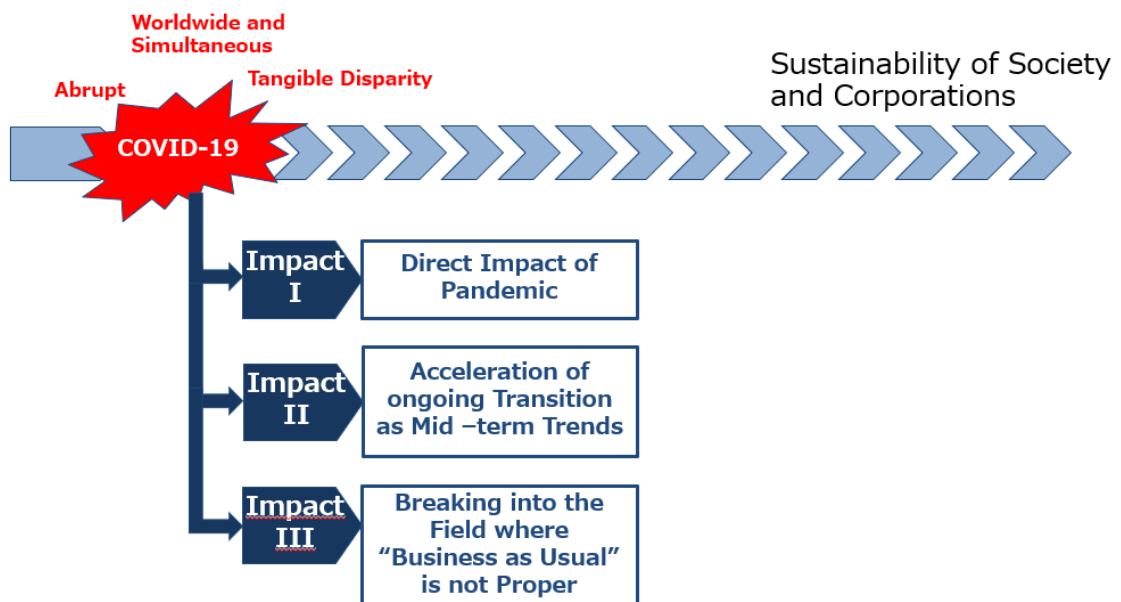 Worldwide and
Simultaneous
Abrupt
Tangible Disparity
COVID-19
Sustainability of Society
and Corporations
Impact
I
Direct Impact of
Pandemic
Impact
II
Acceleration of
ongoing Transition
as Mid –term Trends
Impact
III
Breaking into the
Field where
“Business as Usual”
is not Proper